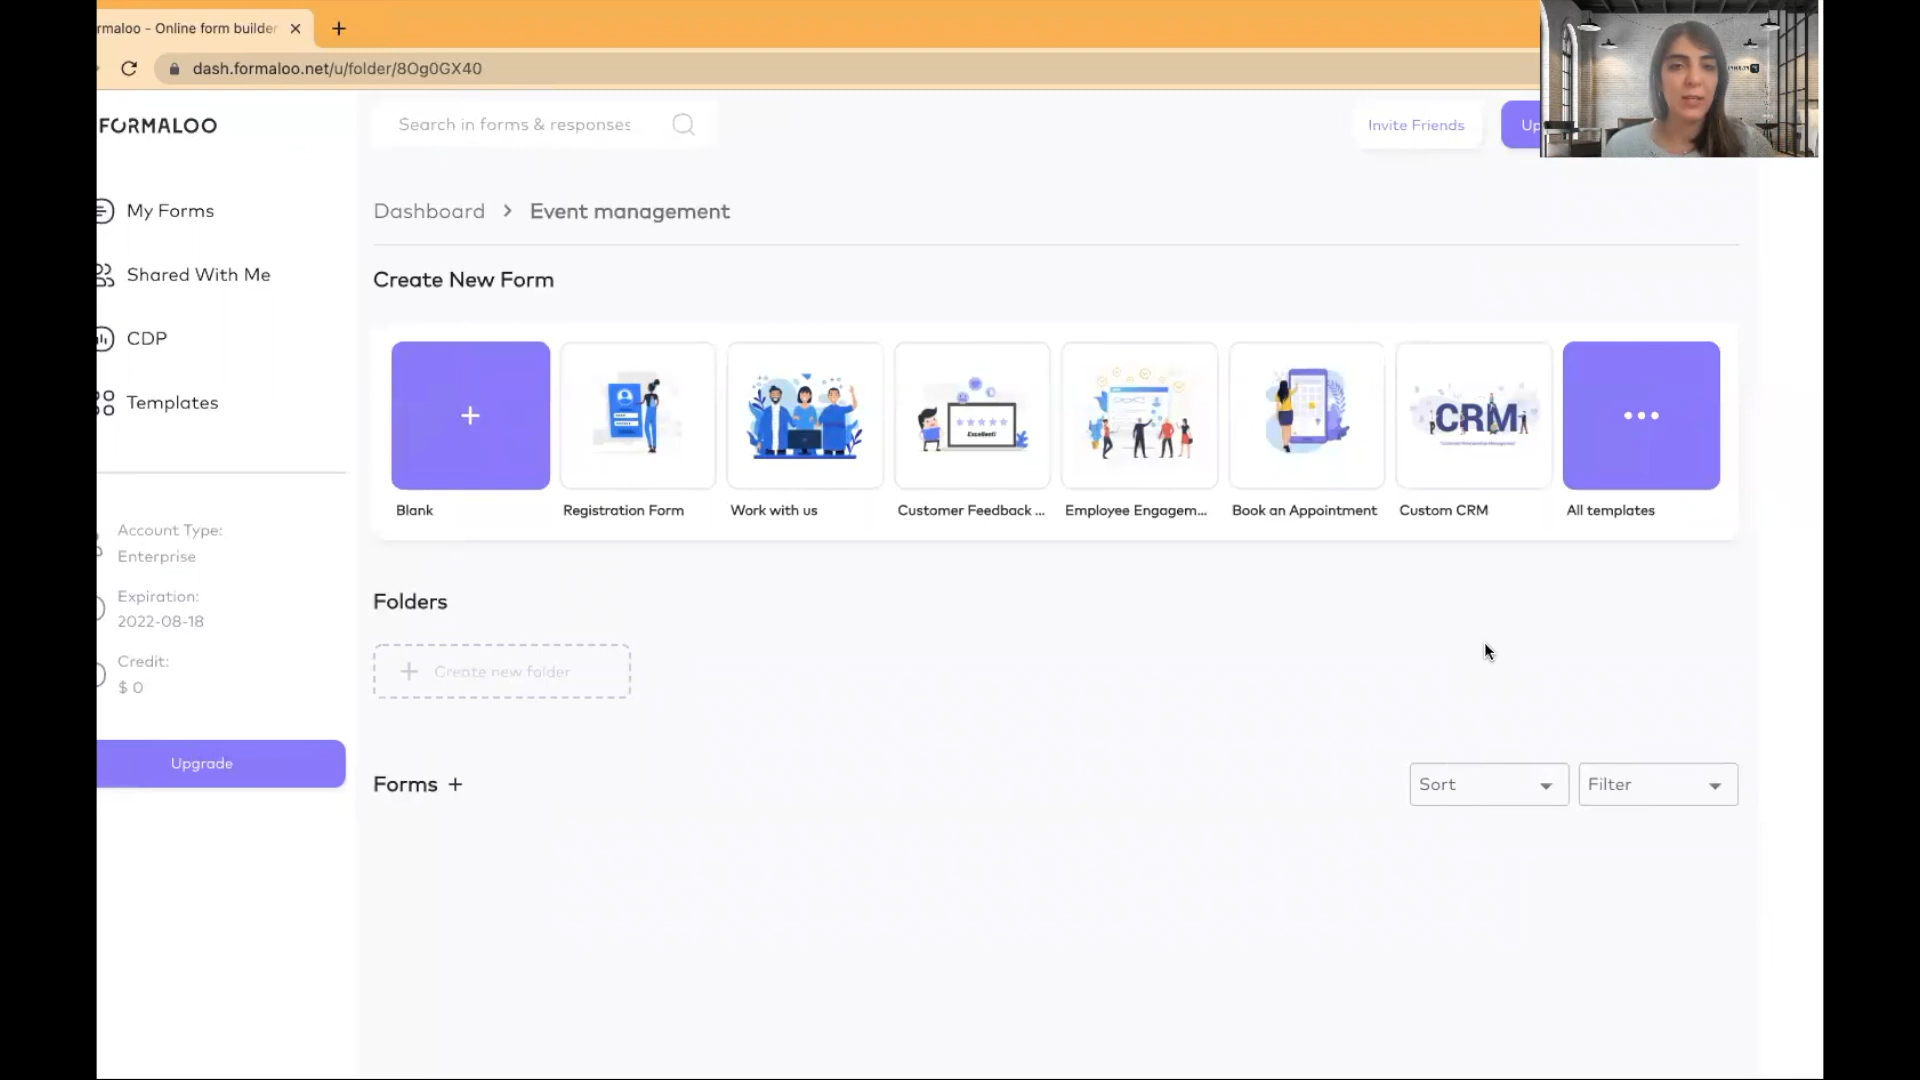 rmaloo - Online form builder
dash.formaloo.net/u/folder/8Og0GX40
FORMALOO
Search in forms & responses
Invite Friends
Up
My Forms
Dashboard > Event management
Shared With Me
Create New Form
CDP
Templates
CRM
Excellent!
Blank
Registration Form
Work with us
Customer Feedback ...
Employee Engagem...
Book an Appointment
Custom CRM
All templates
Account Type:
Enterprise
Expiration:
2022-08-18
Credit:
$ 0
Upgrade
Folders
+ Create new folder
Forms +
Sort
Filter